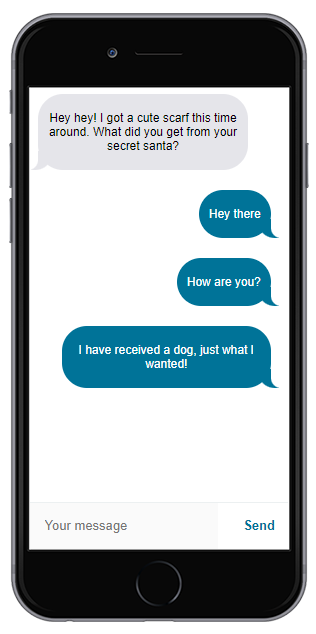 Hey hey! I got a cute scarf this time
around. What did you get from your
secret santa?
Hey there
How are you?
I have received a dog, just what I
wanted!
Your message
Send